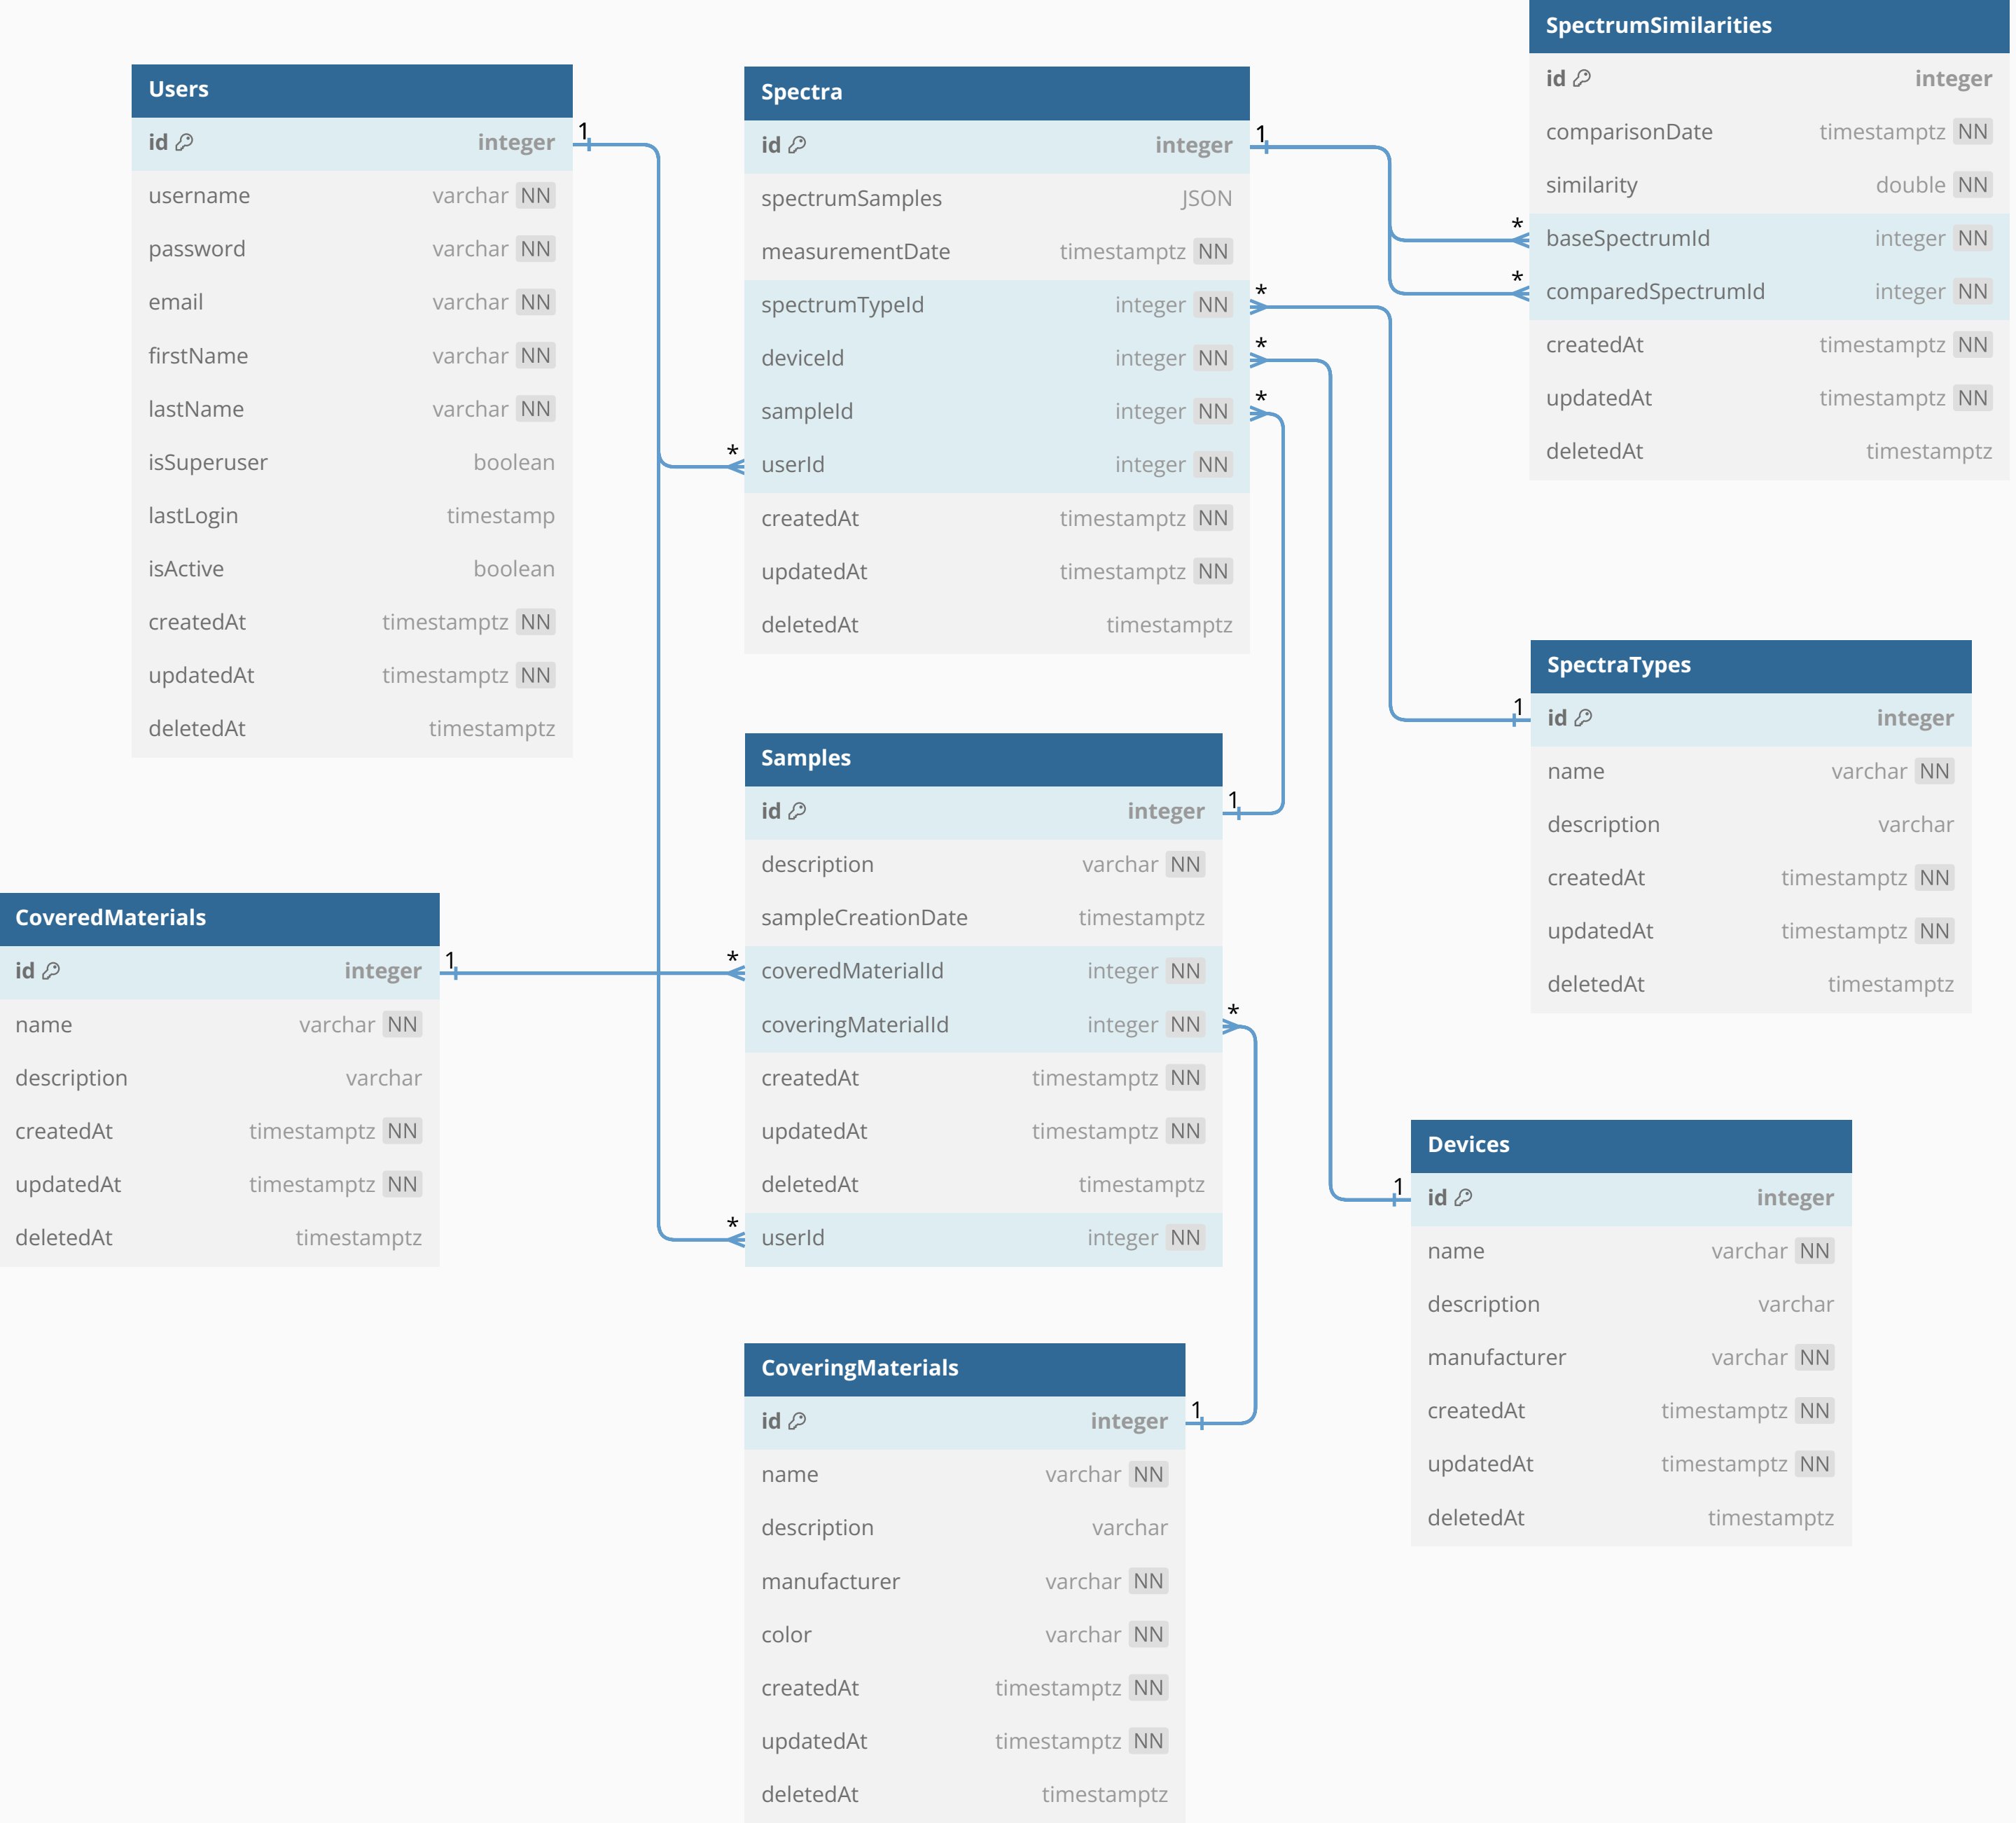 Users
id integer
username varchar NN
password varchar NN
email varchar NN
firstName varchar NN
lastName varchar NN
isSuperuser boolean
lastLogin timestamp
isActive boolean
createdAt timestamptz NN
updatedAt timestamptz NN
deletedAt timestamptz
1
*
*
Spectra
id integer
spectrumSamples JSON
measurementDate timestamptz NN
spectrumTypeId integer NN
deviceId integer NN
sampleId integer NN
userId integer NN
createdAt timestamptz NN
updatedAt timestamptz NN
deletedAt timestamptz
1
*
*
*
*
*
SpectrumSimilarities
id integer
comparisonDate timestamptz NN
similarity double NN
baseSpectrumId integer NN
comparedSpectrumId integer NN
createdAt timestamptz NN
updatedAt timestamptz NN
deletedAt timestamptz
1
SpectraTypes
id integer
name varchar NN
description varchar
createdAt timestamptz NN
updatedAt timestamptz NN
deletedAt timestamptz
Samples
id integer
description varchar NN
sampleCreationDate timestamptz
coveredMaterialId integer NN
coveringMaterialId integer NN
createdAt timestamptz NN
updatedAt timestamptz NN
deletedAt timestamptz
userId integer NN
1
*
*
CoveredMaterials
id integer
name varchar NN
description varchar
createdAt timestamptz NN
updatedAt timestamptz NN
deletedAt timestamptz
1
1
Devices
id integer
name varchar NN
description varchar
manufacturer varchar NN
createdAt timestamptz NN
updatedAt timestamptz NN
deletedAt timestamptz
CoveringMaterials
id integer
name varchar NN
description varchar
manufacturer varchar NN
color varchar NN
createdAt timestamptz NN
updatedAt timestamptz NN
deletedAt timestamptz
1